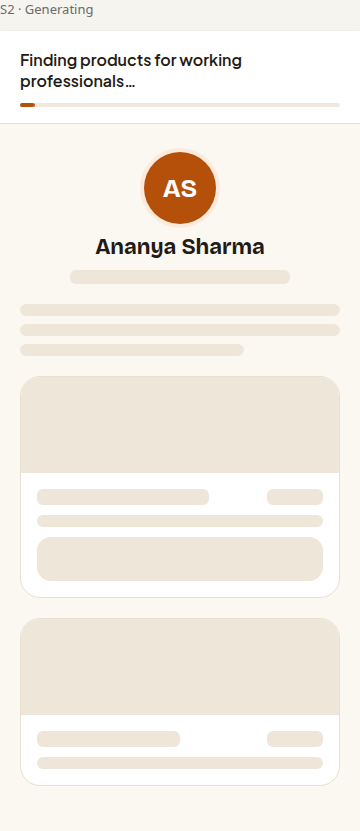 S2 · Generating
Finding products for working
professionals…
AS
Ananya Sharma